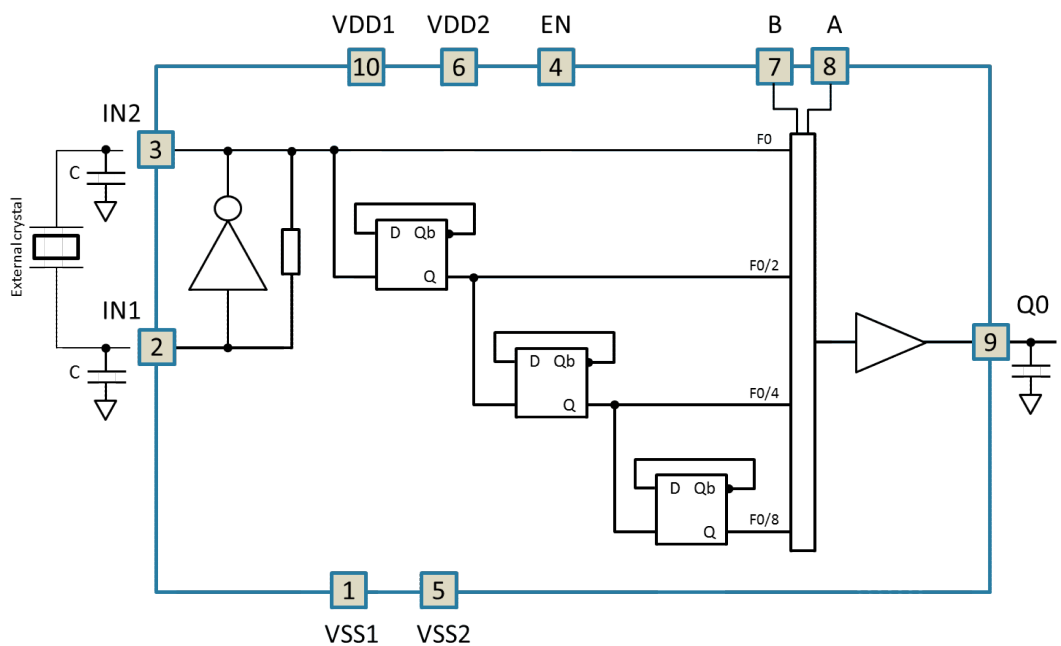 VDD1 VDD2 EN B A
10 6 4 7 8
IN2
3
F0
C
External crystal
D Qb
Q
F0/2
IN1
2
Q0
9
C
D Qb
Q
F0/4
D Qb
Q
F0/8
1 5
VSS1 VSS2